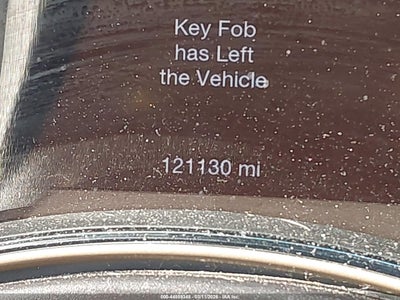 Key Fob
has Left
the Vehicle
121130 mi